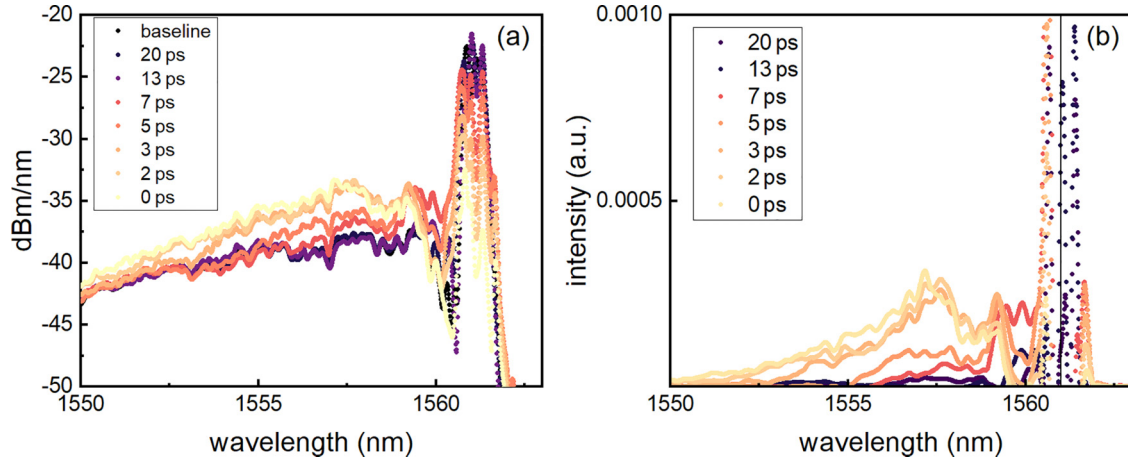 (a)
baseline
20 ps
13 ps
7 ps
5 ps
3 ps
2 ps
0 ps
-20
-25
-30
-35
-40
-45
-50
dBm/nm
1550
1555
1560
wavelength (nm)
(b)
20 ps
13 ps
7 ps
5 ps
3 ps
2 ps
0 ps
0.0010
0.0005
0.0000
intensity (a.u.)
1550
1555
1560
wavelength (nm)